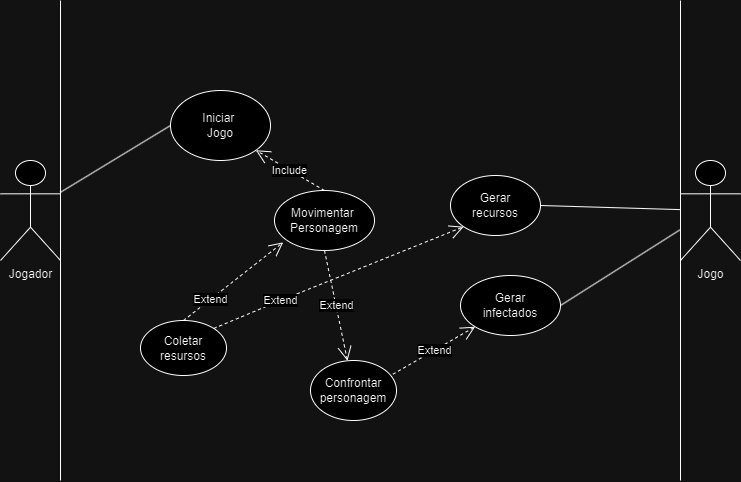 Iniciar
Jogo
Include
Movimentar
Personagem
Gerar
recursos
Jogador
Jogo
Extend
Extend
Extend
Gerar
infectados
Coletar
resursos
Extend
Confrontar
personagem